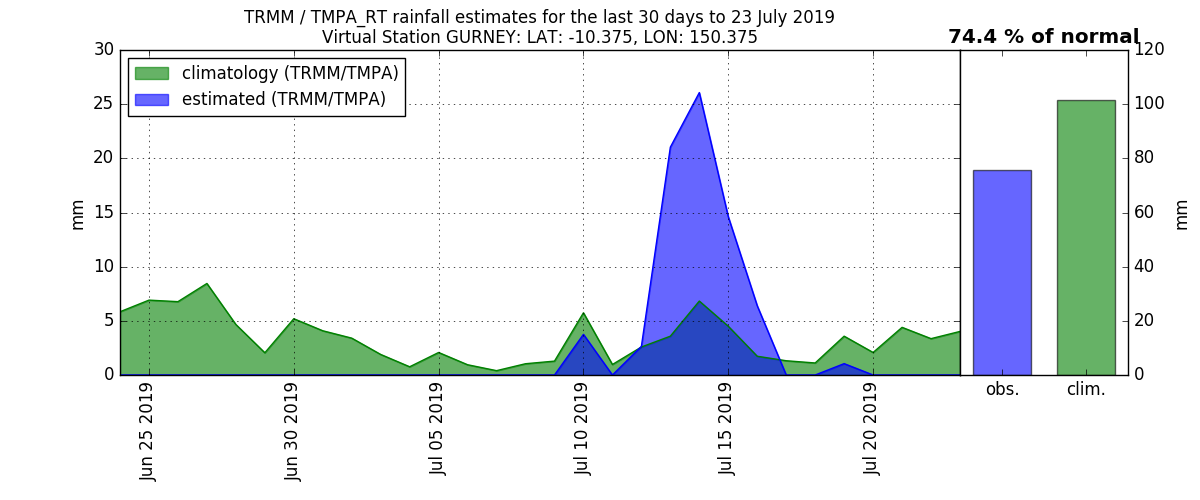 TRMM / TMPA_RT rainfall estimates for the last 30 days to 23 July 2019
Virtual Station GURNEY: LAT: -10.375, LON: 150.375
74.4 % of normal
climatology (TRMM/TMPA)
estimated (TRMM/TMPA)
30
25
20
15
10
5
0
mm
120
100
80
60
40
20
0
mm
Jun 25 2019
Jun 30 2019
Jul 05 2019
Jul 10 2019
Jul 15 2019
Jul 20 2019
obs.
clim.